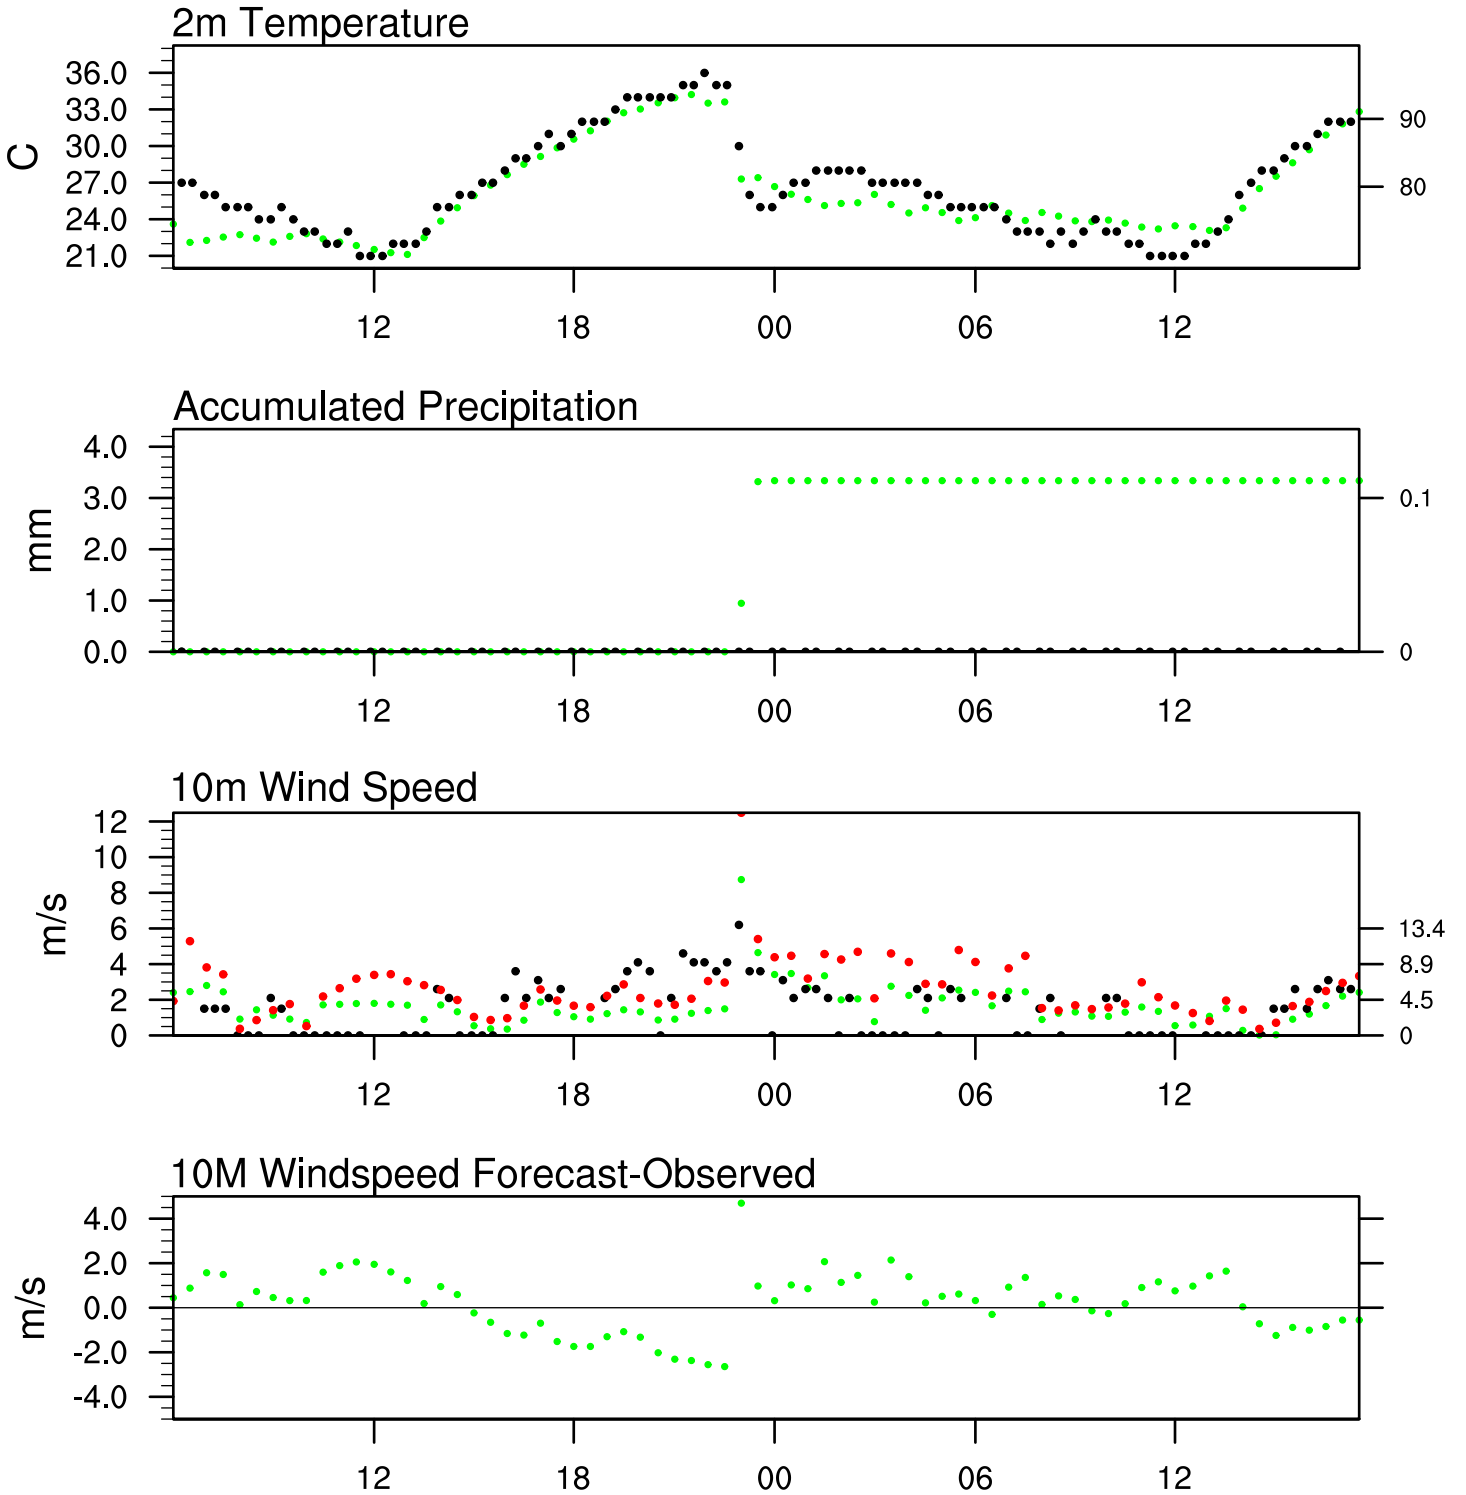 2m Temperature
36.0
33.0
30.0
27.0
24.0
21.0
C
90
80
12 18 00 06 12
Accumulated Precipitation
4.0
3.0
2.0
1.0
0.0
mm
0.1
0
12 18 00 06 12
10m Wind Speed
12
10
8
6
4
2
0
m/s
13.4
8.9
4.5
0
12 18 00 06 12
10M Windspeed Forecast-Observed
4.0
2.0
0.0
-2.0
-4.0
m/s
12 18 00 06 12